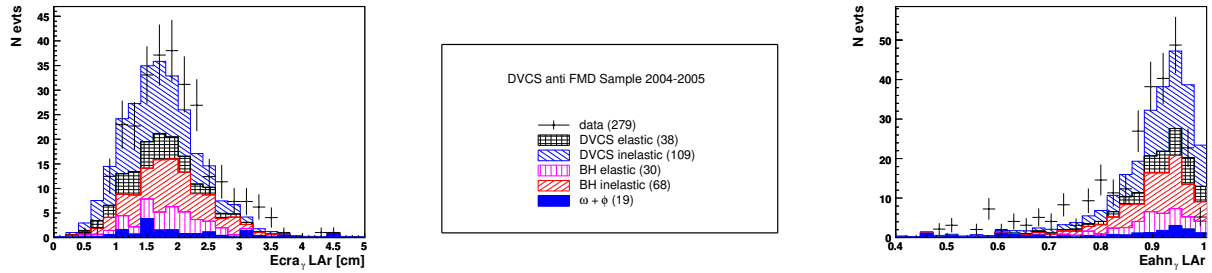 N evts
45
40
35
30
25
20
15
10
5
0
0 0.5 1 1.5 2 2.5 3 3.5 4 4.5 5
Ecraγ LAr [cm]
DVCS anti FMD Sample 2004-2005
data (279)
DVCS elastic (38)
DVCS inelastic (109)
BH elastic (30)
BH inelastic (68)
ω + ϕ (19)
N evts
50
40
30
20
10
0
0.4 0.5 0.6 0.7 0.8 0.9 1
Eahnγ LAr